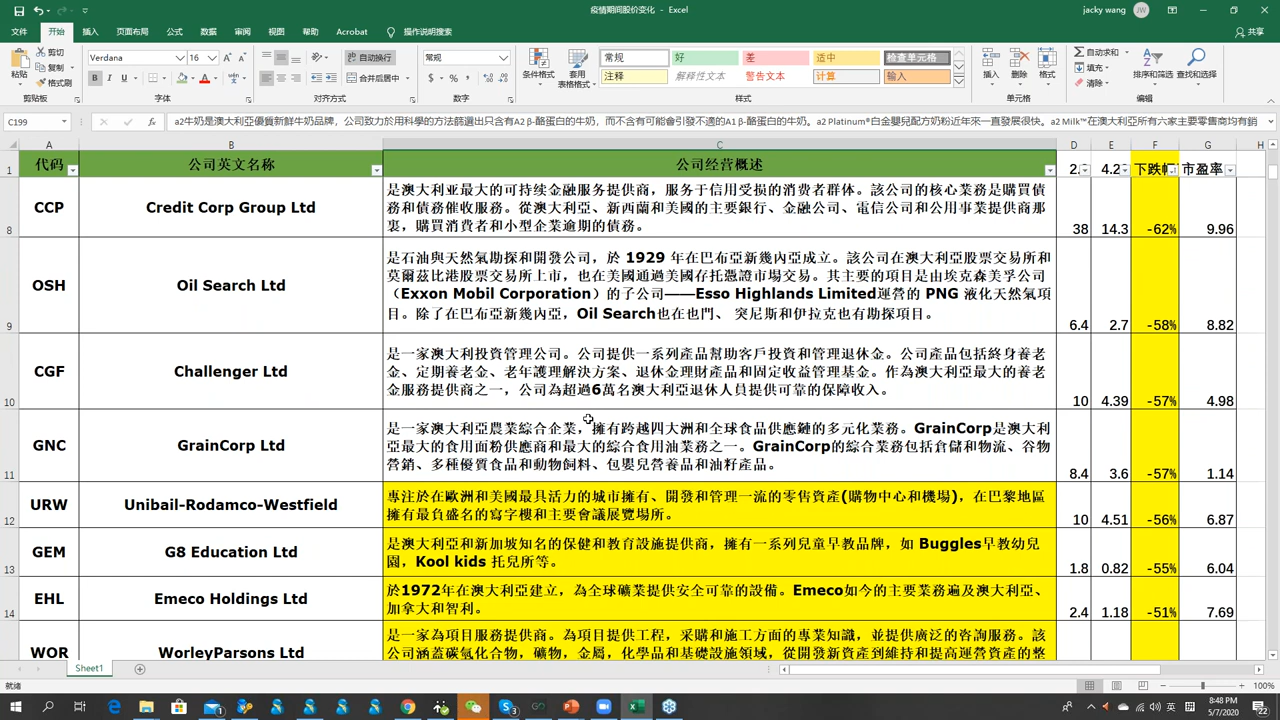 疫情期间股价变化 - Excel
jacky wang
JW
文件 开始 插入 页面布局 公式 数据 审阅 视图 帮助 Acrobat 操作说明搜索 共享
粘贴 剪切 复制 格式刷 剪贴板
Verdana 16 字体
自动换行 合并后居中 对齐方式
常规 数字
条件格式 套用表格格式
常规 好 差 适中 检查单元格
注释 解释性文本 警告文本 计算 输入
样式
插入 删除 格式 单元格
自动求和 填充 清除 排序和筛选 查找和选择 编辑
C199
a2牛奶是澳大利亞優質新鮮牛奶品牌，公司致力於用科學的方法篩選出只含有A2 β-酪蛋白的牛奶，而不含有可能會引發不適的A1 β-酪蛋白的牛奶。a2 Platinum®白金嬰兒配方奶粉近年來一直發展很快。a2 Milk™在澳大利亞所有六家主要零售商均有銷
A B C D E F G H
1 代码 公司英文名称 公司经营概述 2. 4.2 下跌幅 市盈率
CCP Credit Corp Group Ltd
是澳大利亚最大的可持续金融服务提供商，服务于信用受损的消费者群体。該公司的核心業務是購買債
務和債務催收服務。從澳大利亞、新西蘭和美國的主要銀行、金融公司、電信公司和公用事業提供商那
裏，購買消費者和小型企業逾期的債務。
8 38 14.3 -62% 9.96
OSH Oil Search Ltd
是石油與天然氣勘探和開發公司，於 1929 年在巴布亞新幾內亞成立。該公司在澳大利亞股票交易所和
莫爾茲比港股票交易所上市，也在美國通過美國存托憑證市場交易。其主要的項目是由埃克森美孚公司
（Exxon Mobil Corporation）的子公司——Esso Highlands Limited運營的 PNG 液化天然氣項
目。除了在巴布亞新幾內亞，Oil Search也在也門、 突尼斯和伊拉克也有勘探項目。
9 6.4 2.7 -58% 8.82
CGF Challenger Ltd
是一家澳大利投資管理公司。公司提供一系列產品幫助客戶投資和管理退休金。公司產品包括終身養老
金、定期養老金、老年護理解決方案、退休金理財產品和固定收益管理基金。作為澳大利亞最大的養老
金服務提供商之一，公司為超過6萬名澳大利亞退休人員提供可靠的保障收入。
10 10 4.39 -57% 4.98
GNC GrainCorp Ltd
是一家澳大利亞農業綜合企業，擁有跨越四大洲和全球食品供應鏈的多元化業務。GrainCorp是澳大利
亞最大的食用面粉供應商和最大的綜合食用油業務之一。GrainCorp的綜合業務包括倉儲和物流、谷物
營銷、多種優質食品和動物飼料、包嬰兒營養品和油籽產品。
11 8.4 3.6 -57% 1.14
URW Unibail-Rodamco-Westfield
專注於在歐洲和美國最具活力的城市擁有、開發和管理一流的零售資產(購物中心和機場)，在巴黎地區
擁有最負盛名的寫字樓和主要會議展覽場所。
12 10 4.51 -56% 6.87
GEM G8 Education Ltd
是澳大利亞和新加坡知名的保健和教育設施提供商，擁有一系列兒童早教品牌，如 Buggles早教幼兒
園，Kool kids 托兒所等。
13 1.8 0.82 -55% 6.04
EHL Emeco Holdings Ltd
於1972年在澳大利亞建立，為全球礦業提供安全可靠的設備。Emeco如今的主要業務遍及澳大利亞、
加拿大和智利。
14 2.4 1.18 -51% 7.69
WOR WorleyParsons Ltd
是一家為項目服務提供商。為項目提供工程，采購和施工方面的專業知識，並提供廣泛的咨詢服務。該
公司涵蓋碳氫化合物，礦物，金屬，化學品和基礎設施領域，從開發新資產到維持和提高運營資產的整
Sheet1
就绪 100%
英 8:48 PM
5/7/2020
22